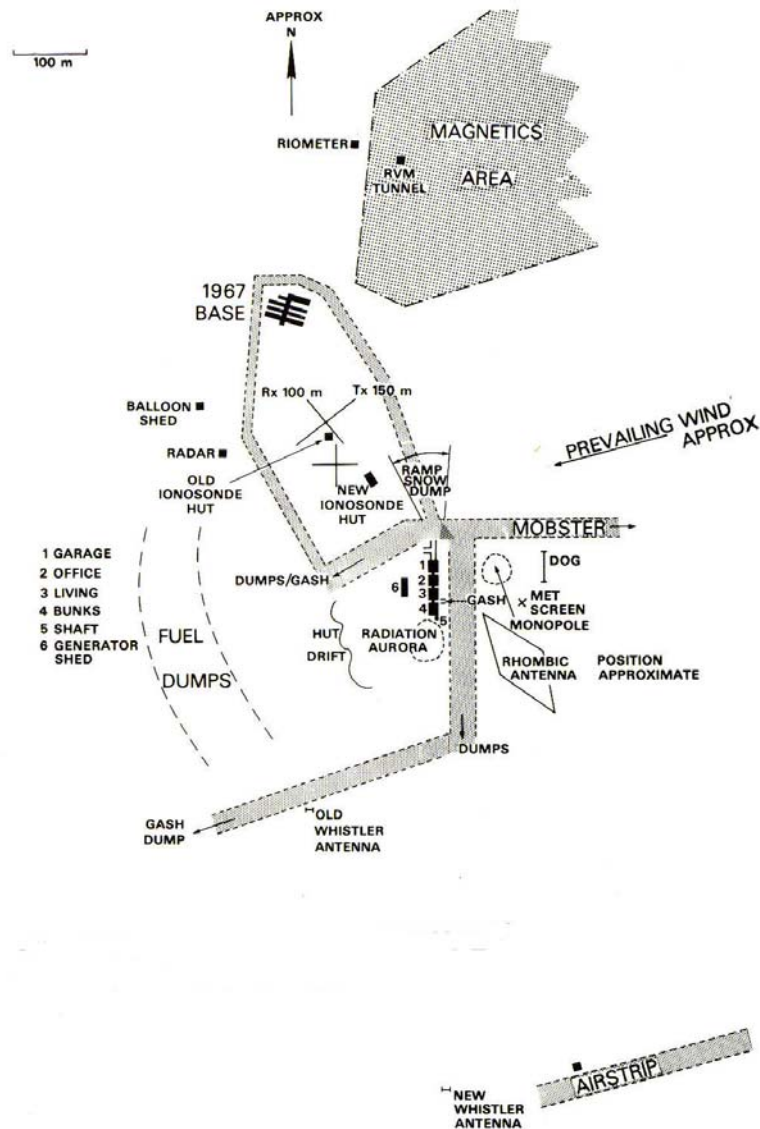 APPROX
N
100 m
MAGNETICS
AREA
RIOMETER
RVM
TUNNEL
1967
BASE
Rx 100 m
Tx 150 m
BALLOON
SHED
RADAR
OLD
IONOSONDE
HUT
NEW
IONOSONDE
HUT
RAMP
SNOW
DUMP
PREVAILING WIND
APPROX
MOBSTER
1 GARAGE
2 OFFICE
3 LIVING
4 BUNKS
5 SHAFT
6 GENERATOR
SHED
DUMPS/GASH
1
2
3
4
5
6
GASH
DOG
MET
SCREEN
MONOPOLE
FUEL
DUMPS
HUT
DRIFT
RADIATION
AURORA
RHOMBIC
ANTENNA
POSITION
APPROXIMATE
DUMPS
GASH
DUMP
OLD
WHISTLER
ANTENNA
AIRSTRIP
NEW
WHISTLER
ANTENNA